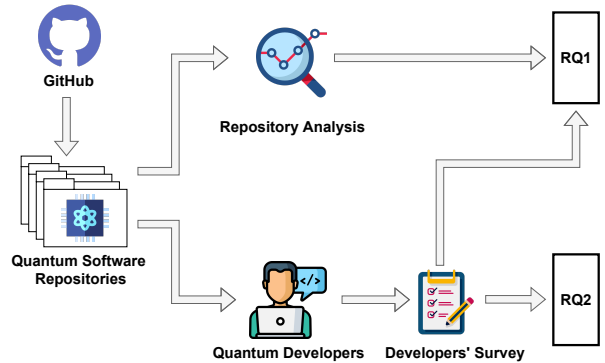 GitHub
Repository Analysis
RQ1
Quantum Software
Repositories
</>
Quantum Developers
Developers' Survey
RQ2